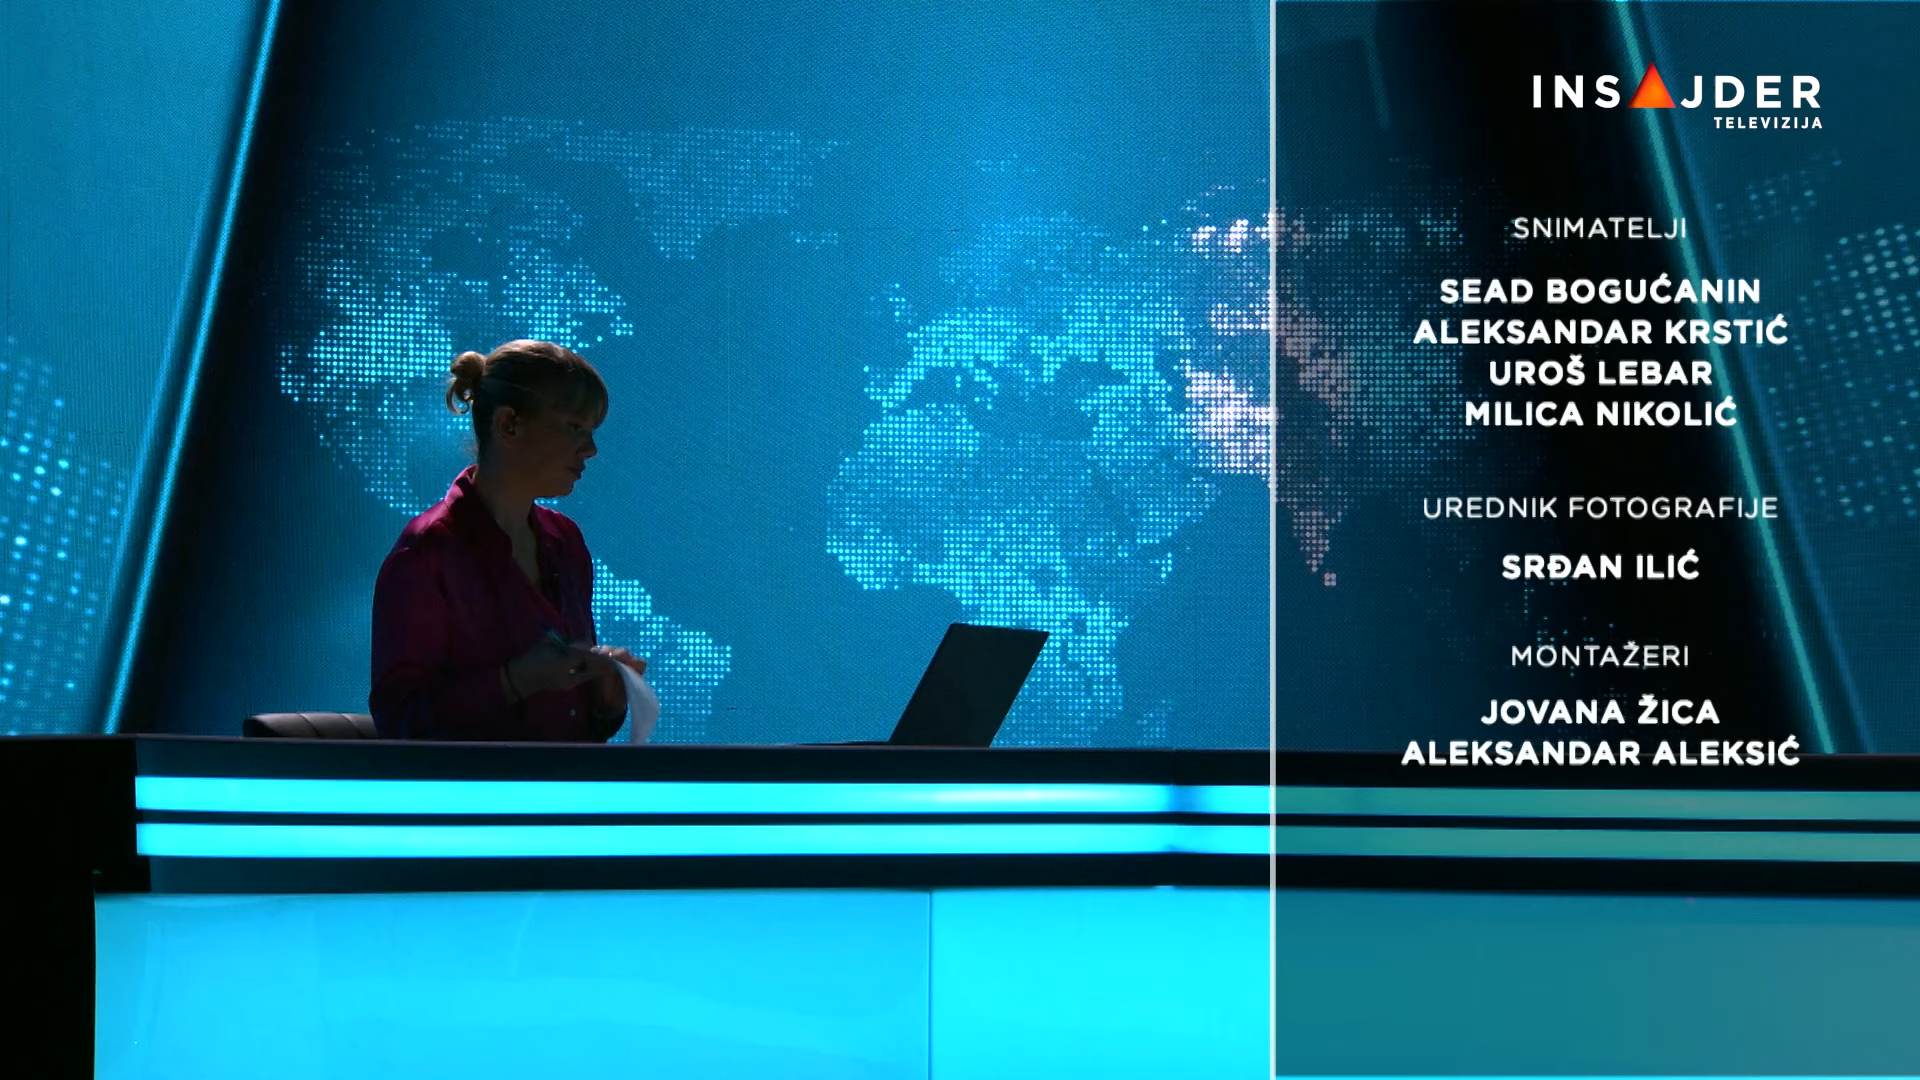 INSAJDER
TELEVIZIJA
SNIMATELJI
SEAD BOGUĆANIN
ALEKSANDAR KRSTIĆ
UROŠ LEBAR
MILICA NIKOLIĆ
UREDNIK FOTOGRAFIJE
SRĐAN ILIĆ
MONTAŽERI
JOVANA ŽICA
ALEKSANDAR ALEKSIĆ